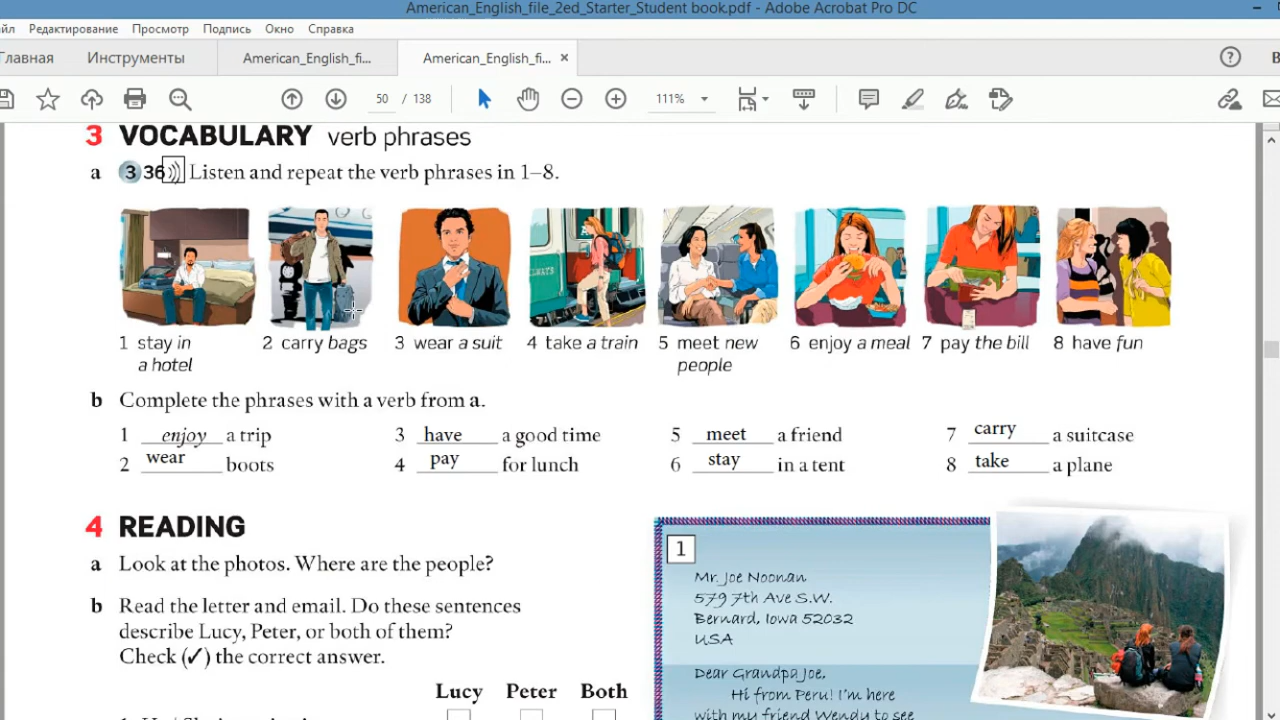 American_English_file_2ed_Starter_Student book.pdf - Adobe Acrobat Pro DC
Редактирование Просмотр Подпись Окно Справка
Инструменты American_English_fi... American_English_fi... ×
50 / 138 111%
3 VOCABULARY verb phrases
a 3 36 Listen and repeat the verb phrases in 1–8.
1 stay in a hotel
2 carry bags
3 wear a suit
4 take a train
5 meet new people
6 enjoy a meal
7 pay the bill
8 have fun
b Complete the phrases with a verb from a.
1 enjoy a trip
2 wear boots
3 have a good time
4 pay for lunch
5 meet a friend
6 stay in a tent
7 carry a suitcase
8 take a plane
4 READING
a Look at the photos. Where are the people?
b Read the letter and email. Do these sentences
describe Lucy, Peter, or both of them?
Check (✓) the correct answer.
Lucy Peter Both
1
Mr. Joe Noonan
579 7th Ave S.W.
Bernard, Iowa 52032
USA
Dear Grandpa Joe,
Hi from Peru! I'm here
with my friend Wendy to see